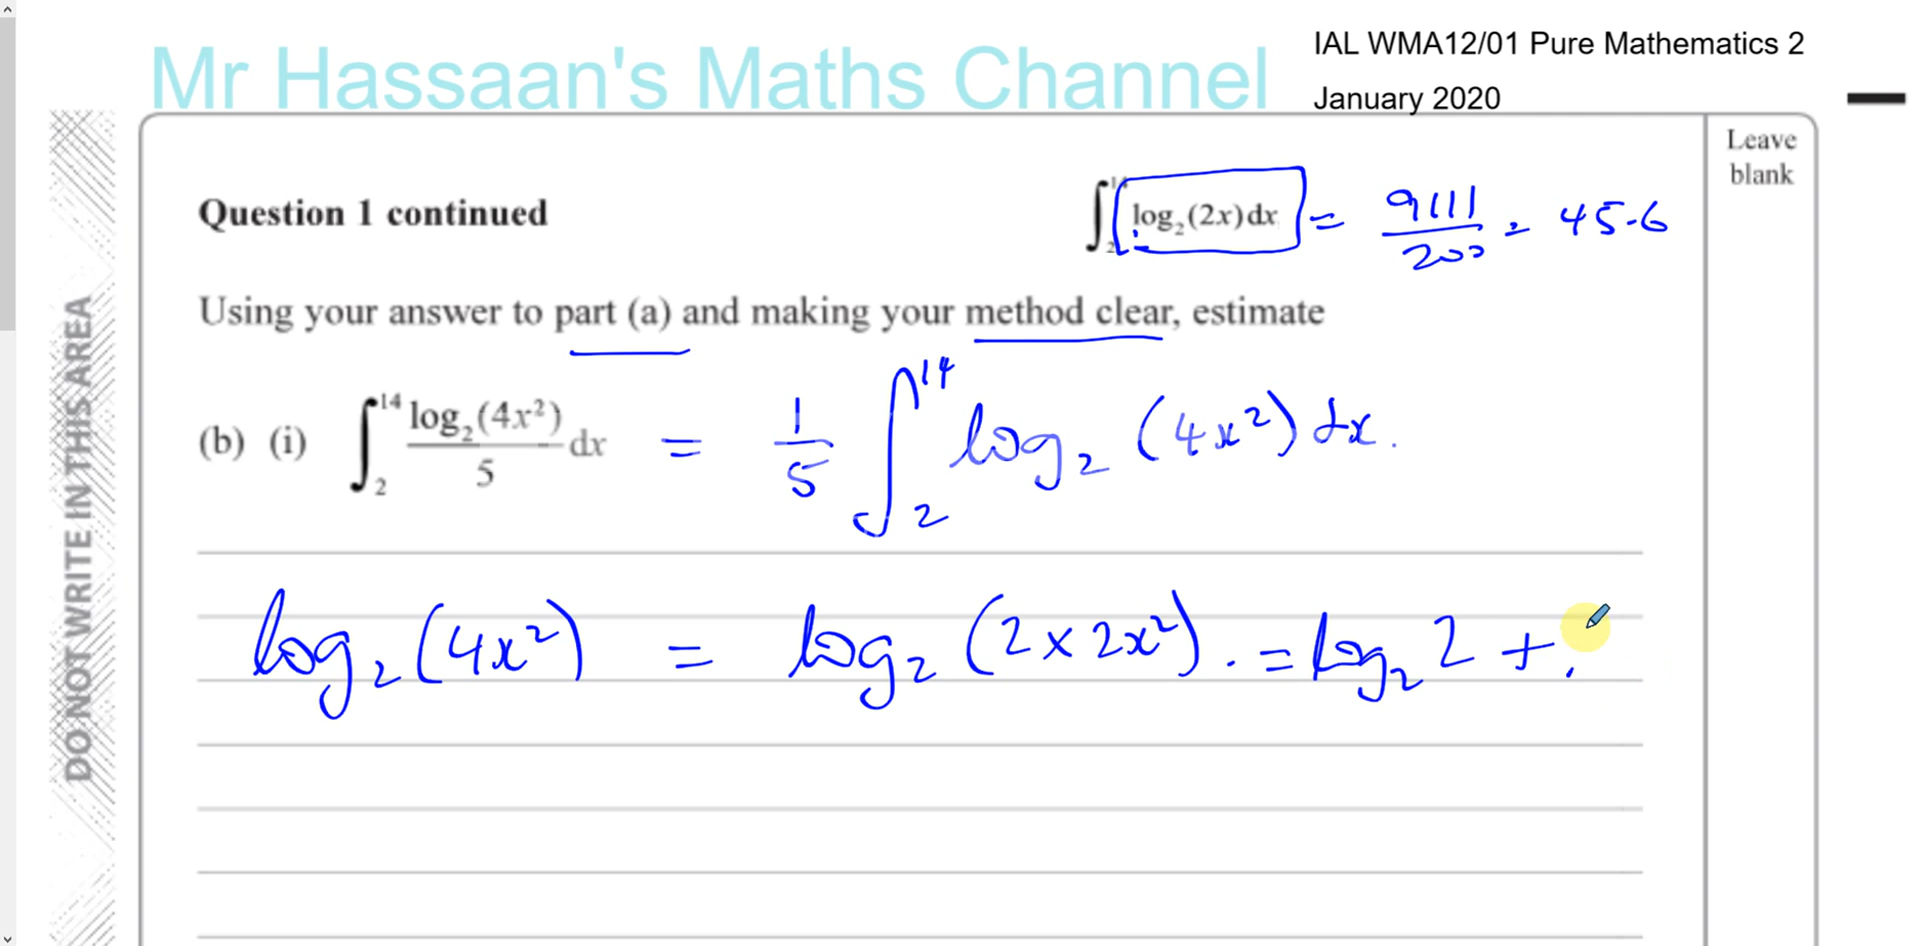 Mr Hassaan's Maths Channel
IAL WMA12/01 Pure Mathematics 2
January 2020
Leave
blank
DO NOT WRITE IN THIS AREA
Question 1 continued
∫₂¹⁴ log₂(2x) dx = 9111/200 = 45.6
Using your answer to part (a) and making your method clear, estimate
(b) (i) ∫₂¹⁴ log₂(4x²)/5 dx = 1/5 ∫₂¹⁴ log₂(4x²) dx.
log₂(4x²) = log₂(2×2x²). = log₂2 + .